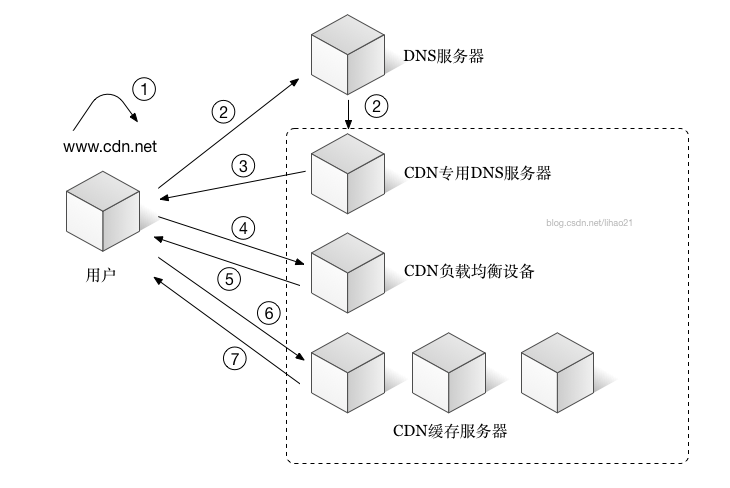 DNS服务器
①
②
②
www.cdn.net
③
CDN专用DNS服务器
blog.csdn.net/lihao21
④
用户
⑤
CDN负载均衡设备
⑥
⑦
CDN缓存服务器